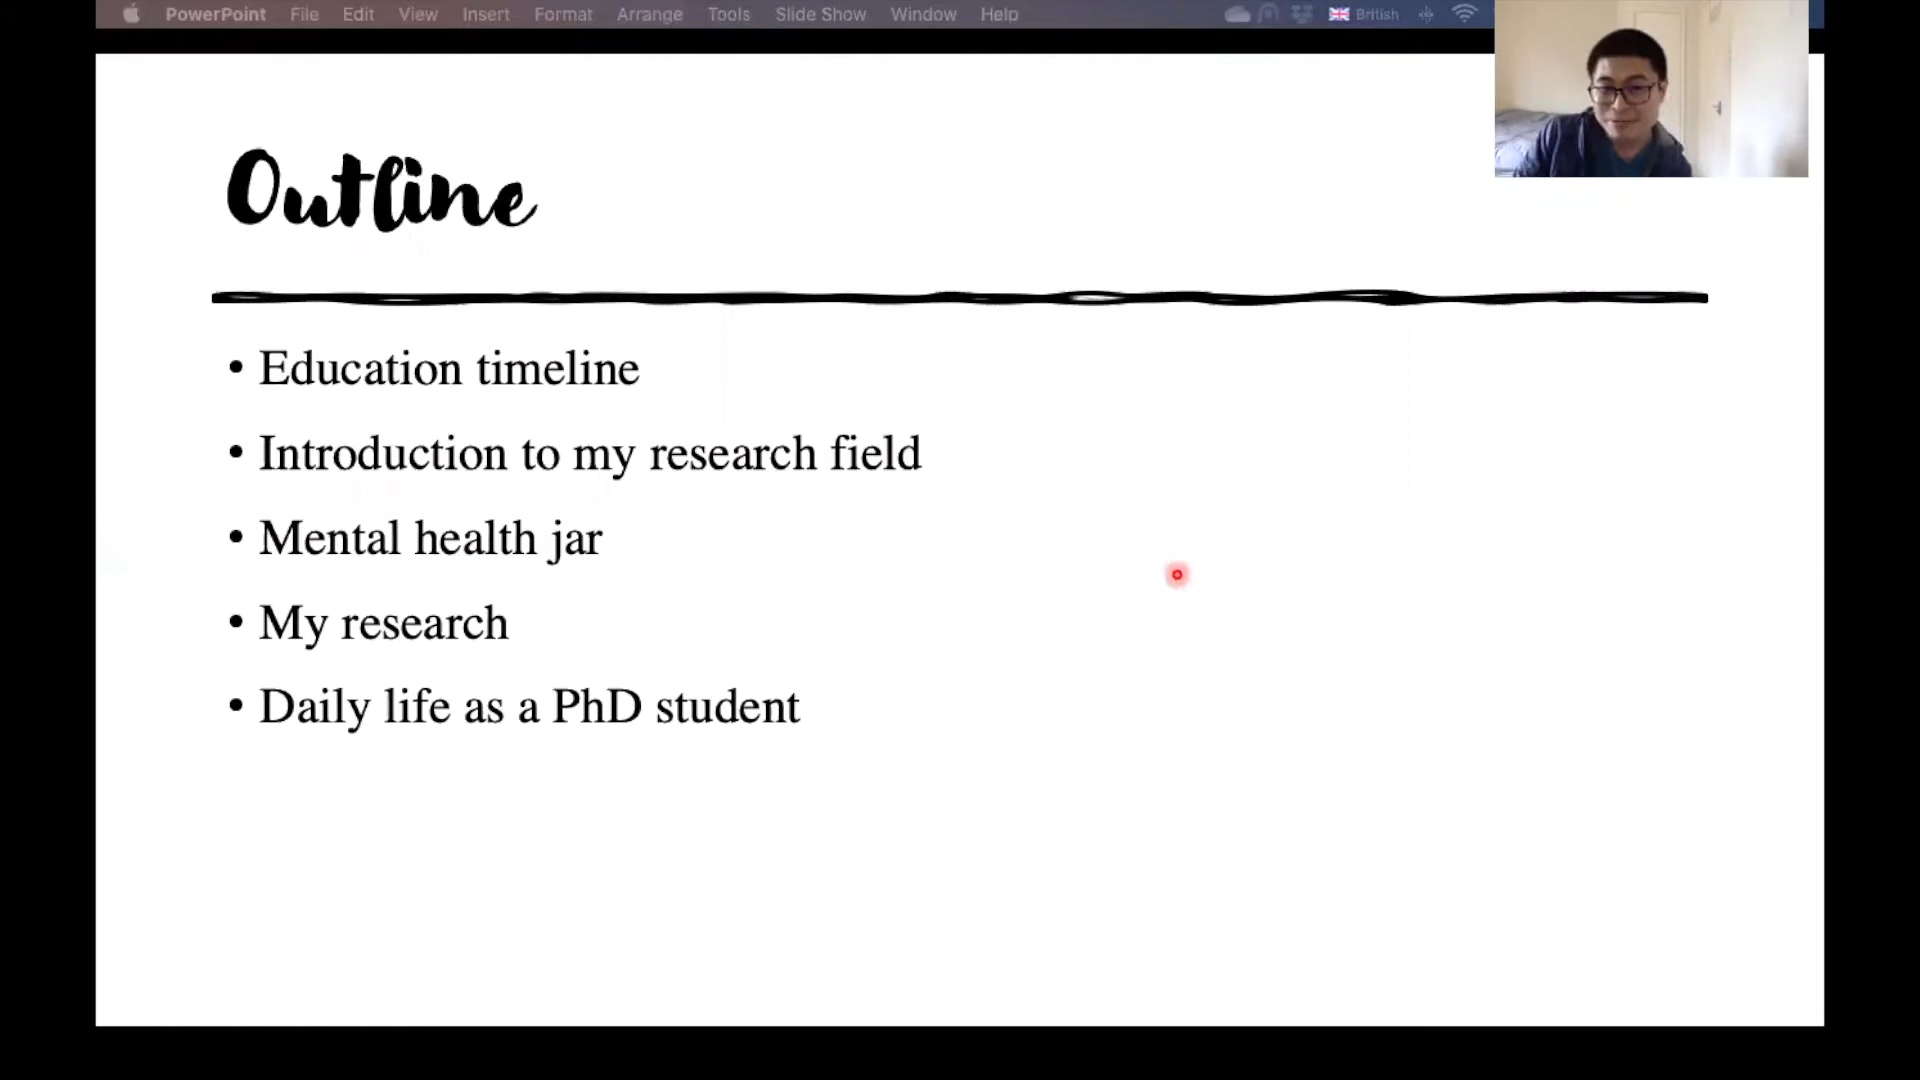 PowerPoint File Edit View Insert Format Arrange Tools Slide Show Window Help British
Outline
• Education timeline
• Introduction to my research field
• Mental health jar
• My research
• Daily life as a PhD student